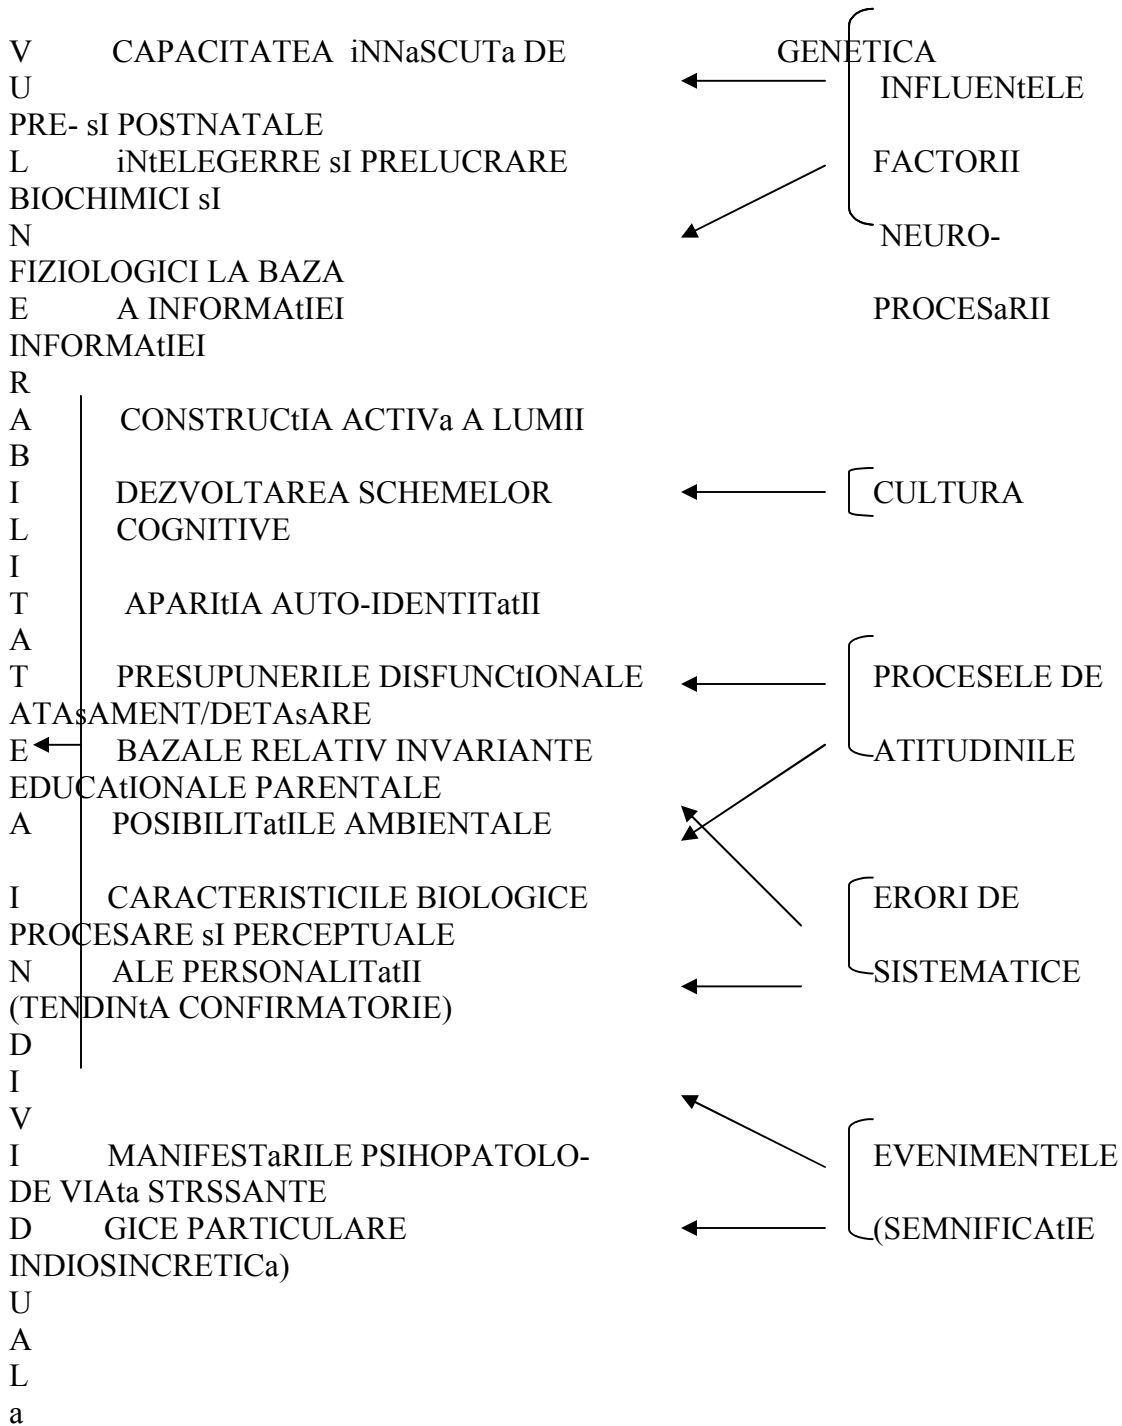 V CAPACITATEA iNNaSCUTa DE GENETICA
U INFLUENtELE
PRE- sI POSTNATALE
L iNtELEGERRE sI PRELUCRARE FACTORII
BIOCHIMICI sI
N NEURO-
FIZIOLOGICI LA BAZA
E A INFORMAtIEI PROCESaRII
INFORMAtIEI
R
A CONSTRUCtIA ACTIVa A LUMII
B
I DEZVOLTAREA SCHEMELOR CULTURA
L COGNITIVE
I
T APARItIA AUTO-IDENTITatII
A
T PRESUPUNERILE DISFUNCtIONALE PROCESELE DE
ATAsAMENT/DETAsARE
E BAZALE RELATIV INVARIANTE ATITUDINILE
EDUCAtIONALE PARENTALE
A POSIBILITatILE AMBIENTALE
I CARACTERISTICILE BIOLOGICE ERORI DE
PROCESARE sI PERCEPTUALE
N ALE PERSONALITatII SISTEMATICE
(TENDINtA CONFIRMATORIE)
D
I
V
I MANIFESTaRILE PSIHOPATOLO- EVENIMENTELE
DE VIAta STRSSANTE
D GICE PARTICULARE (SEMNIFICAtIE
INDIOSINCRETICa)
U
A
L
a